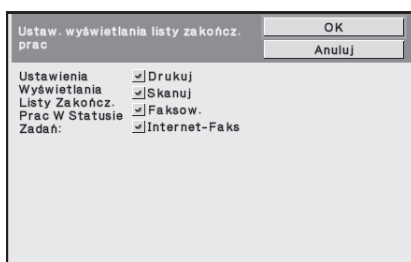 Ustaw. wyświetlania listy zakończ.
prac
OK
Anuluj
Ustawienia
Wyświetlania
Listy Zakończ.
Prac W Statusie
Zadań:
Drukuj
Skanuj
Faksow.
Internet-Faks